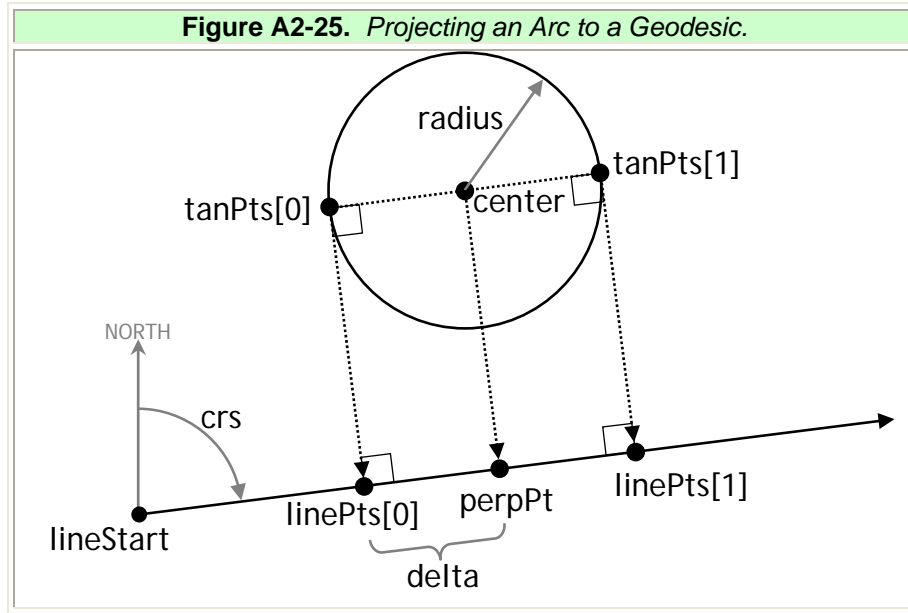 Figure A2-25. Projecting an Arc to a Geodesic.
radius
tanPts[1]
tanPts[0]
center
NORTH
crs
linePts[1]
perpPt
linePts[0]
lineStart
delta